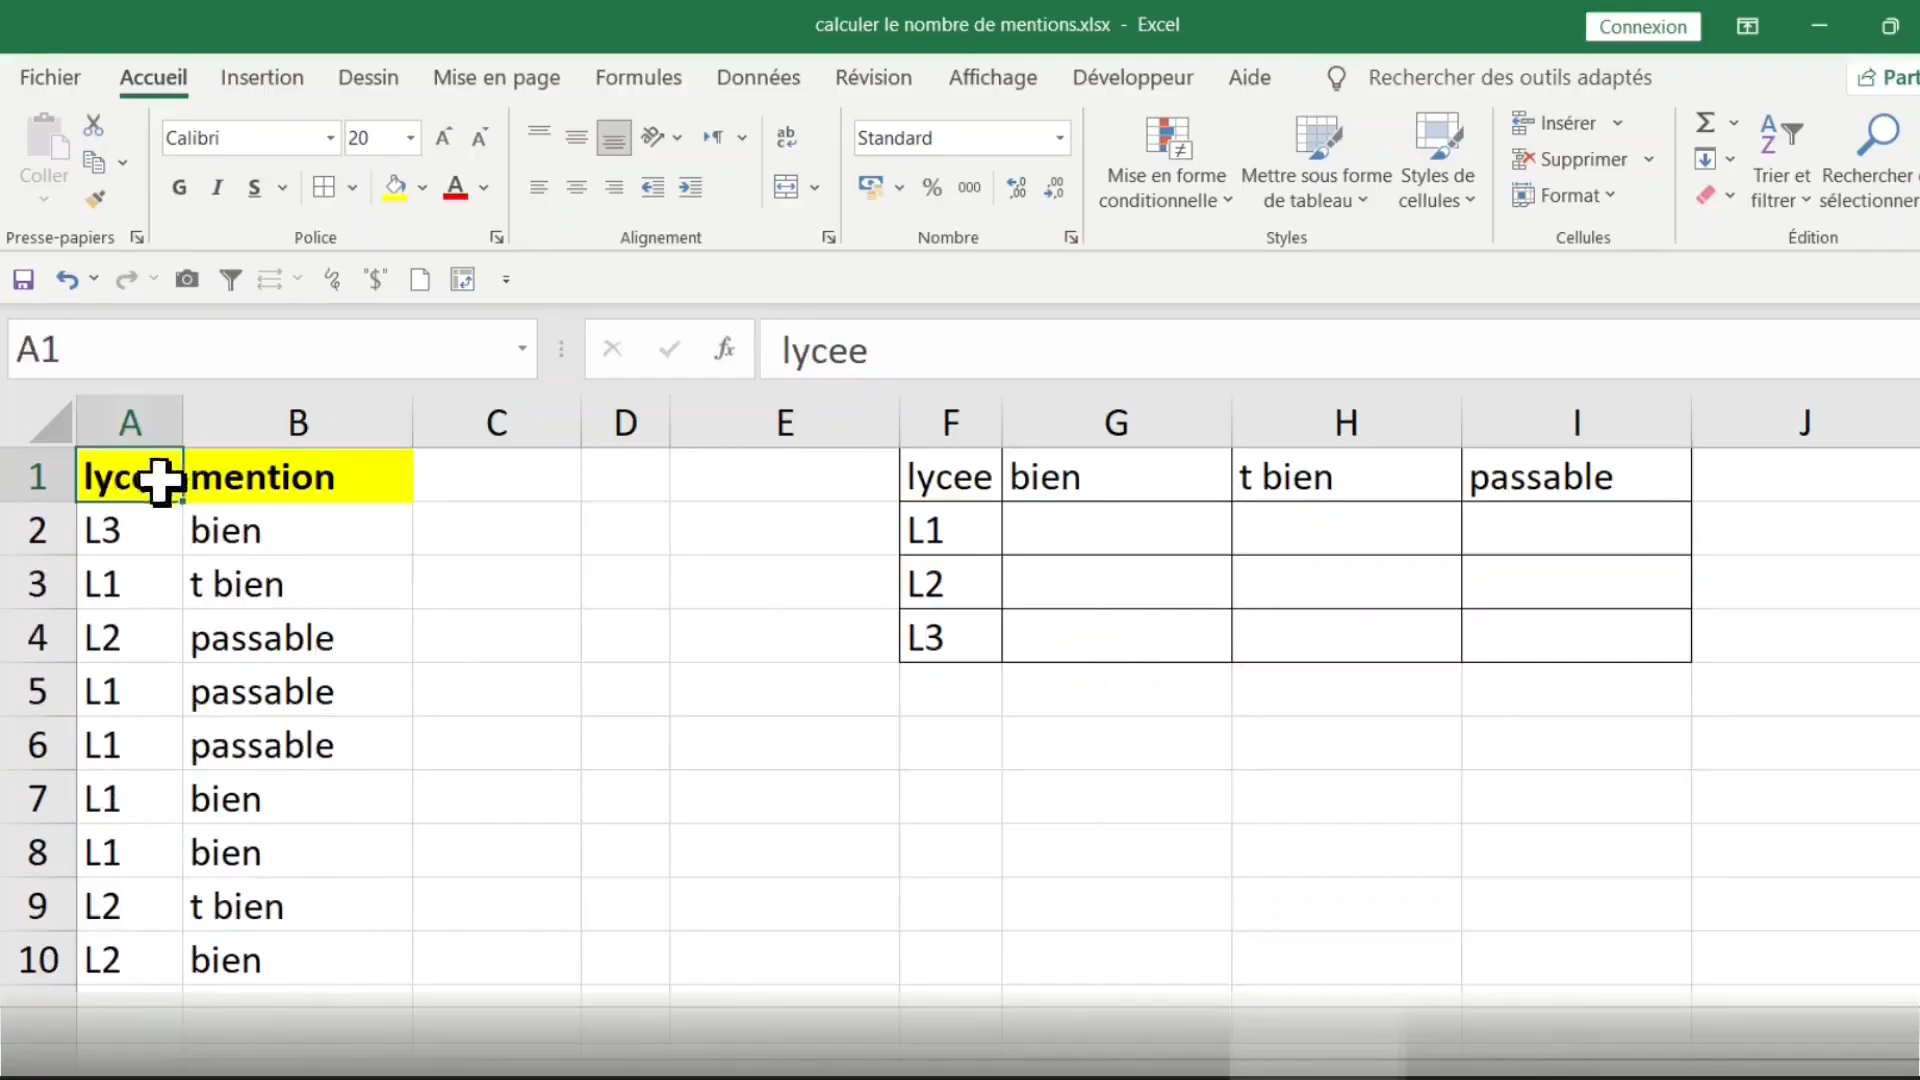 calculer le nombre de mentions.xlsx - Excel
Connexion
Fichier Accueil Insertion Dessin Mise en page Formules Données Révision Affichage Développeur Aide Rechercher des outils adaptés Part
Coller
Presse-papiers
Calibri 20
G I S
Police
ab
Alignement
Standard
% 000
Nombre
Mise en forme conditionnelle
Mettre sous forme de tableau
Styles de cellules
Styles
Insérer
Supprimer
Format
Cellules
Trier et filtrer
Rechercher sélectionner
Édition
A1 fx lycee
A B C D E F G H I J
1 mention lycee bien t bien passable
2 L3 bien L1
3 L1 t bien L2
4 L2 passable L3
5 L1 passable
6 L1 passable
7 L1 bien
8 L1 bien
9 L2 t bien
10 L2 bien